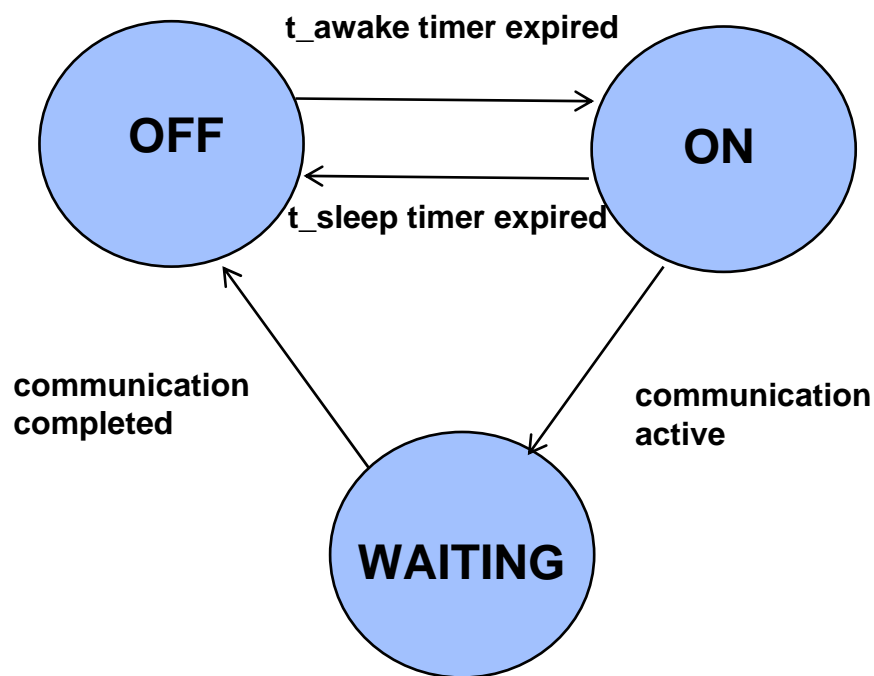 t_awake timer expired
OFF
ON
t_sleep timer expired
communication
completed
communication
active
WAITING